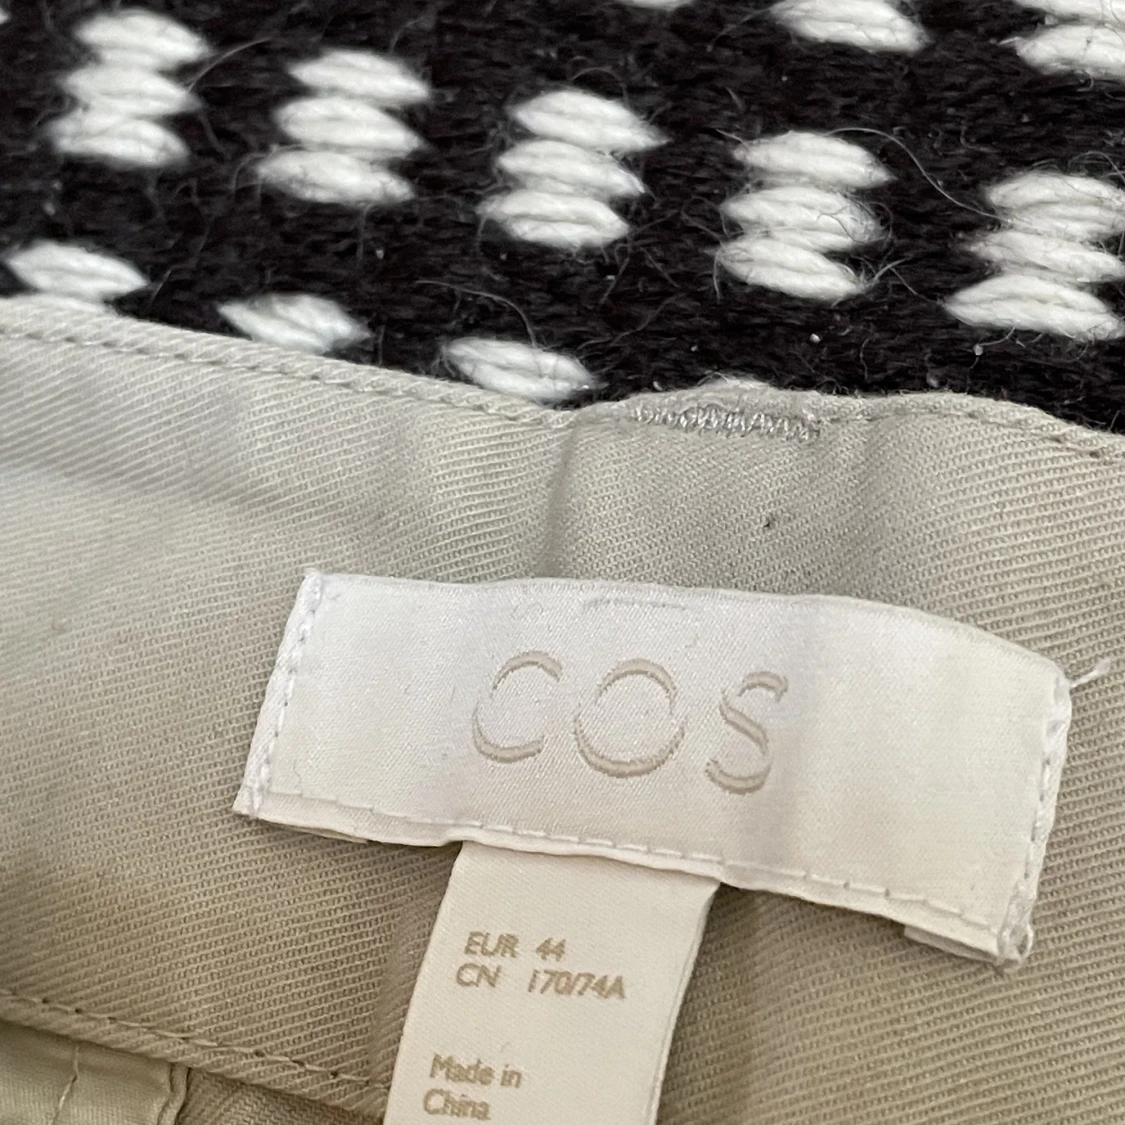 COS
EUR 44
CN 170/74A
Made in
China